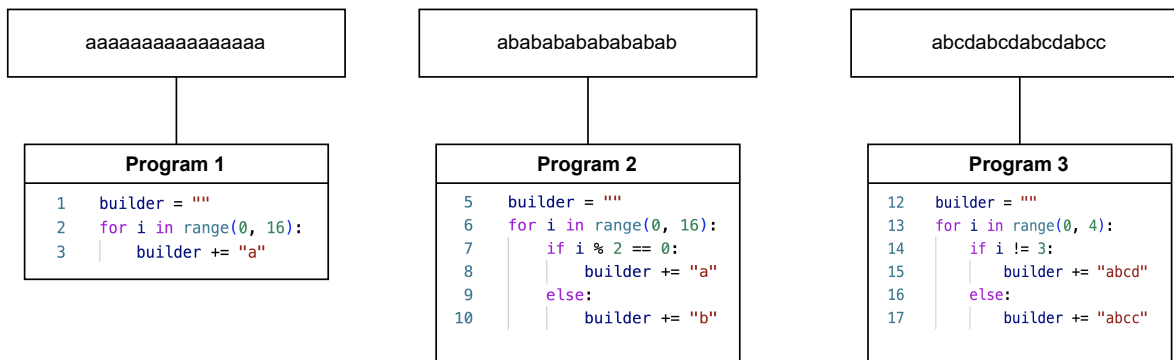 aaaaaaaaaaaaaaaa
Program 1
1 builder = ""
2 for i in range(0, 16):
3 builder += "a"
abababababababab
Program 2
5 builder = ""
6 for i in range(0, 16):
7 if i % 2 == 0:
8 builder += "a"
9 else:
10 builder += "b"
abcdabcdabcdabcc
Program 3
12 builder = ""
13 for i in range(0, 4):
14 if i != 3:
15 builder += "abcd"
16 else:
17 builder += "abcc"